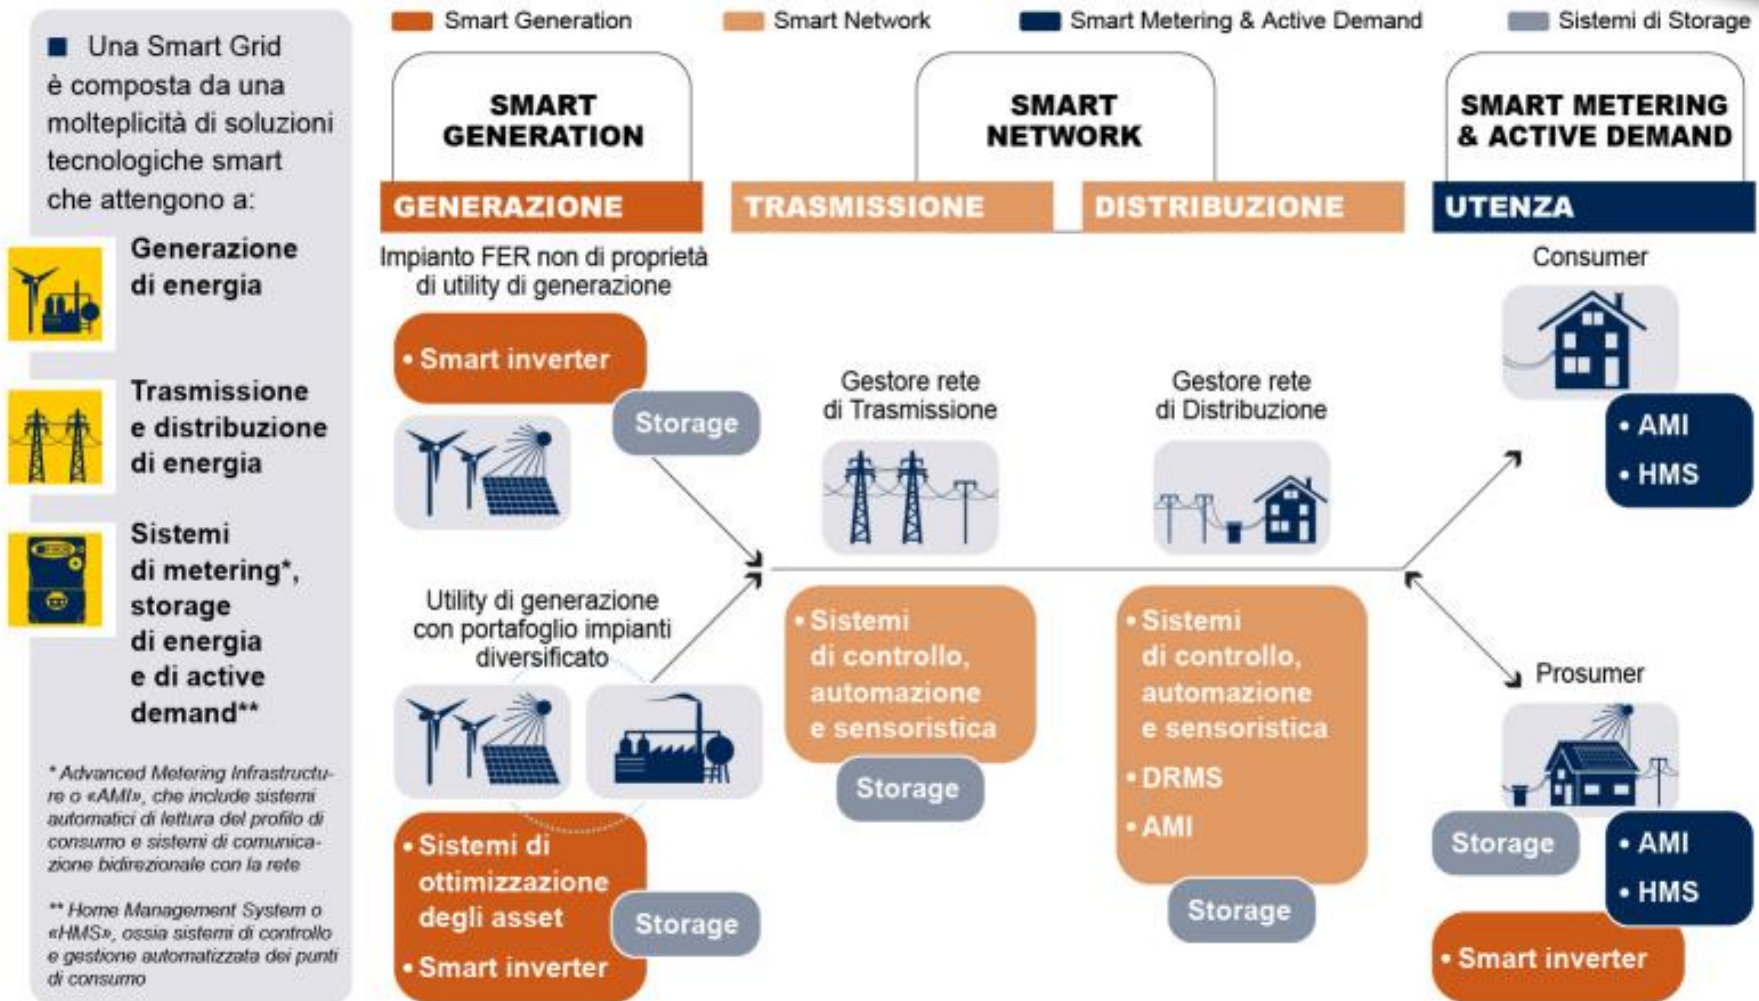 Smart Generation
Smart Network
Smart Metering & Active Demand
Sistemi di Storage
■ Una Smart Grid
è composta da una
molteplicità di soluzioni
tecnologiche smart
che attengono a:
Generazione
di energia
Trasmissione
e distribuzione
di energia
Sistemi
di metering*,
storage
di energia
e di active
demand**
* Advanced Metering Infrastructu-
re o «AMI», che include sistemi
automatici di lettura del profilo di
consumo e sistemi di comunica-
zione bidirezionale con la rete
** Home Management System o
«HMS», ossia sistemi di controllo
e gestione automatizzata dei punti
di consumo
SMART
GENERATION
GENERAZIONE
Impianto FER non di proprietà
di utility di generazione
• Smart inverter
Storage
Utility di generazione
con portafoglio impianti
diversificato
• Sistemi di
ottimizzazione
degli asset
• Smart inverter
Storage
SMART
NETWORK
TRASMISSIONE
DISTRIBUZIONE
Gestore rete
di Trasmissione
• Sistemi
di controllo,
automazione
e sensoristica
Storage
Gestore rete
di Distribuzione
• Sistemi
di controllo,
automazione
e sensoristica
• DRMS
• AMI
Storage
SMART METERING
& ACTIVE DEMAND
UTENZA
Consumer
• AMI
• HMS
Prosumer
Storage
• AMI
• HMS
• Smart inverter